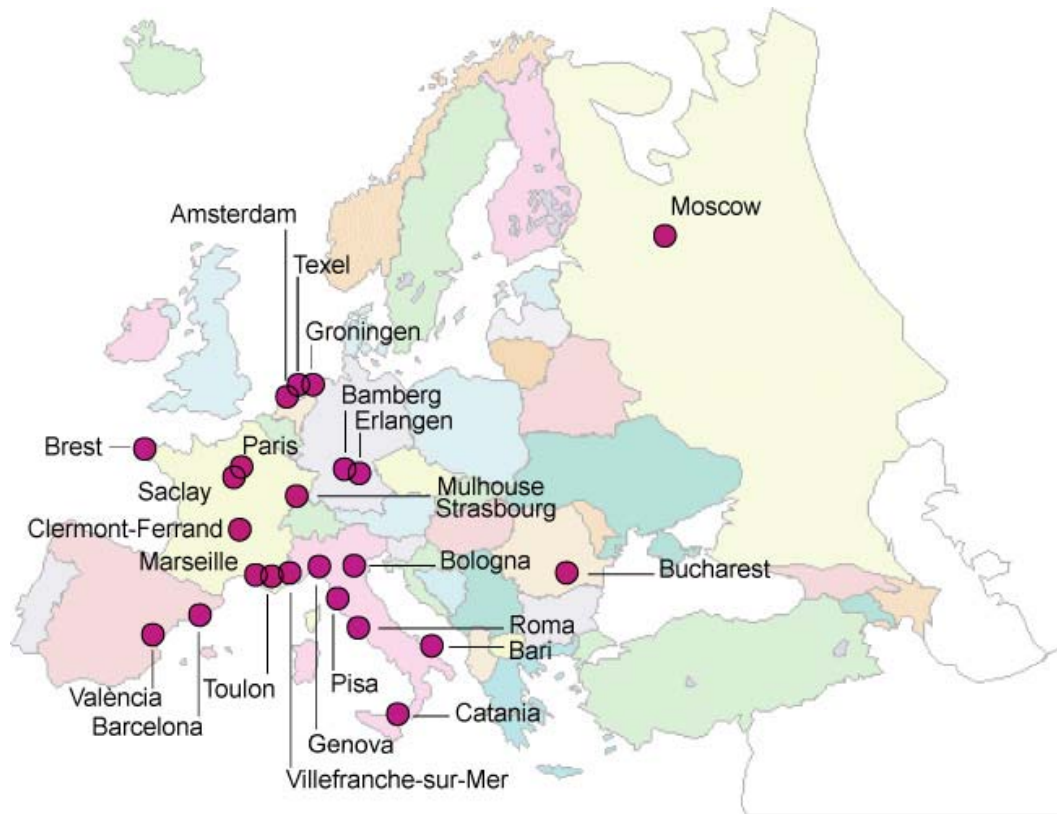 Moscow
Amsterdam
Texel
Groningen
Bamberg
Erlangen
Brest
Paris
Saclay
Mulhouse
Strasbourg
Clermont-Ferrand
Marseille
Bologna
Bucharest
Roma
Bari
València
Barcelona
Toulon
Pisa
Catania
Genova
Villefranche-sur-Mer